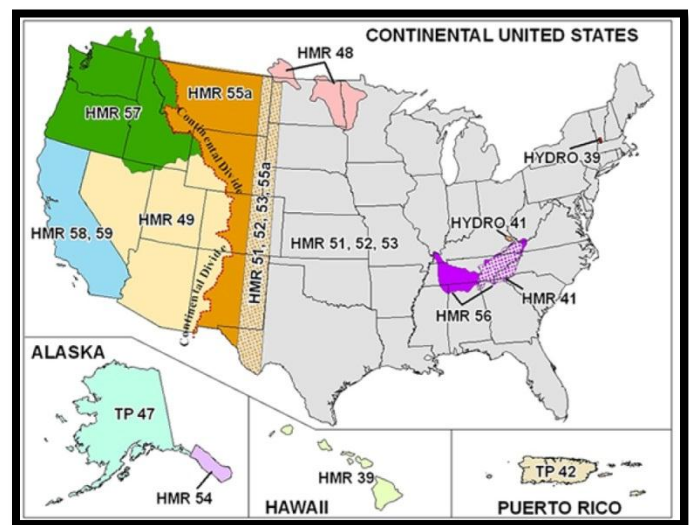 CONTINENTAL UNITED STATES
HMR 48
HMR 55a
HMR 57
Continental Divide
HYDRO 39
HMR 49
HMR 51, 52, 53, 55a
HYDRO 41
HMR 58, 59
HMR 51, 52, 53
Continental Divide
HMR 41
HMR 56
ALASKA
TP 47
HMR 54
HMR 39
HAWAII
TP 42
PUERTO RICO